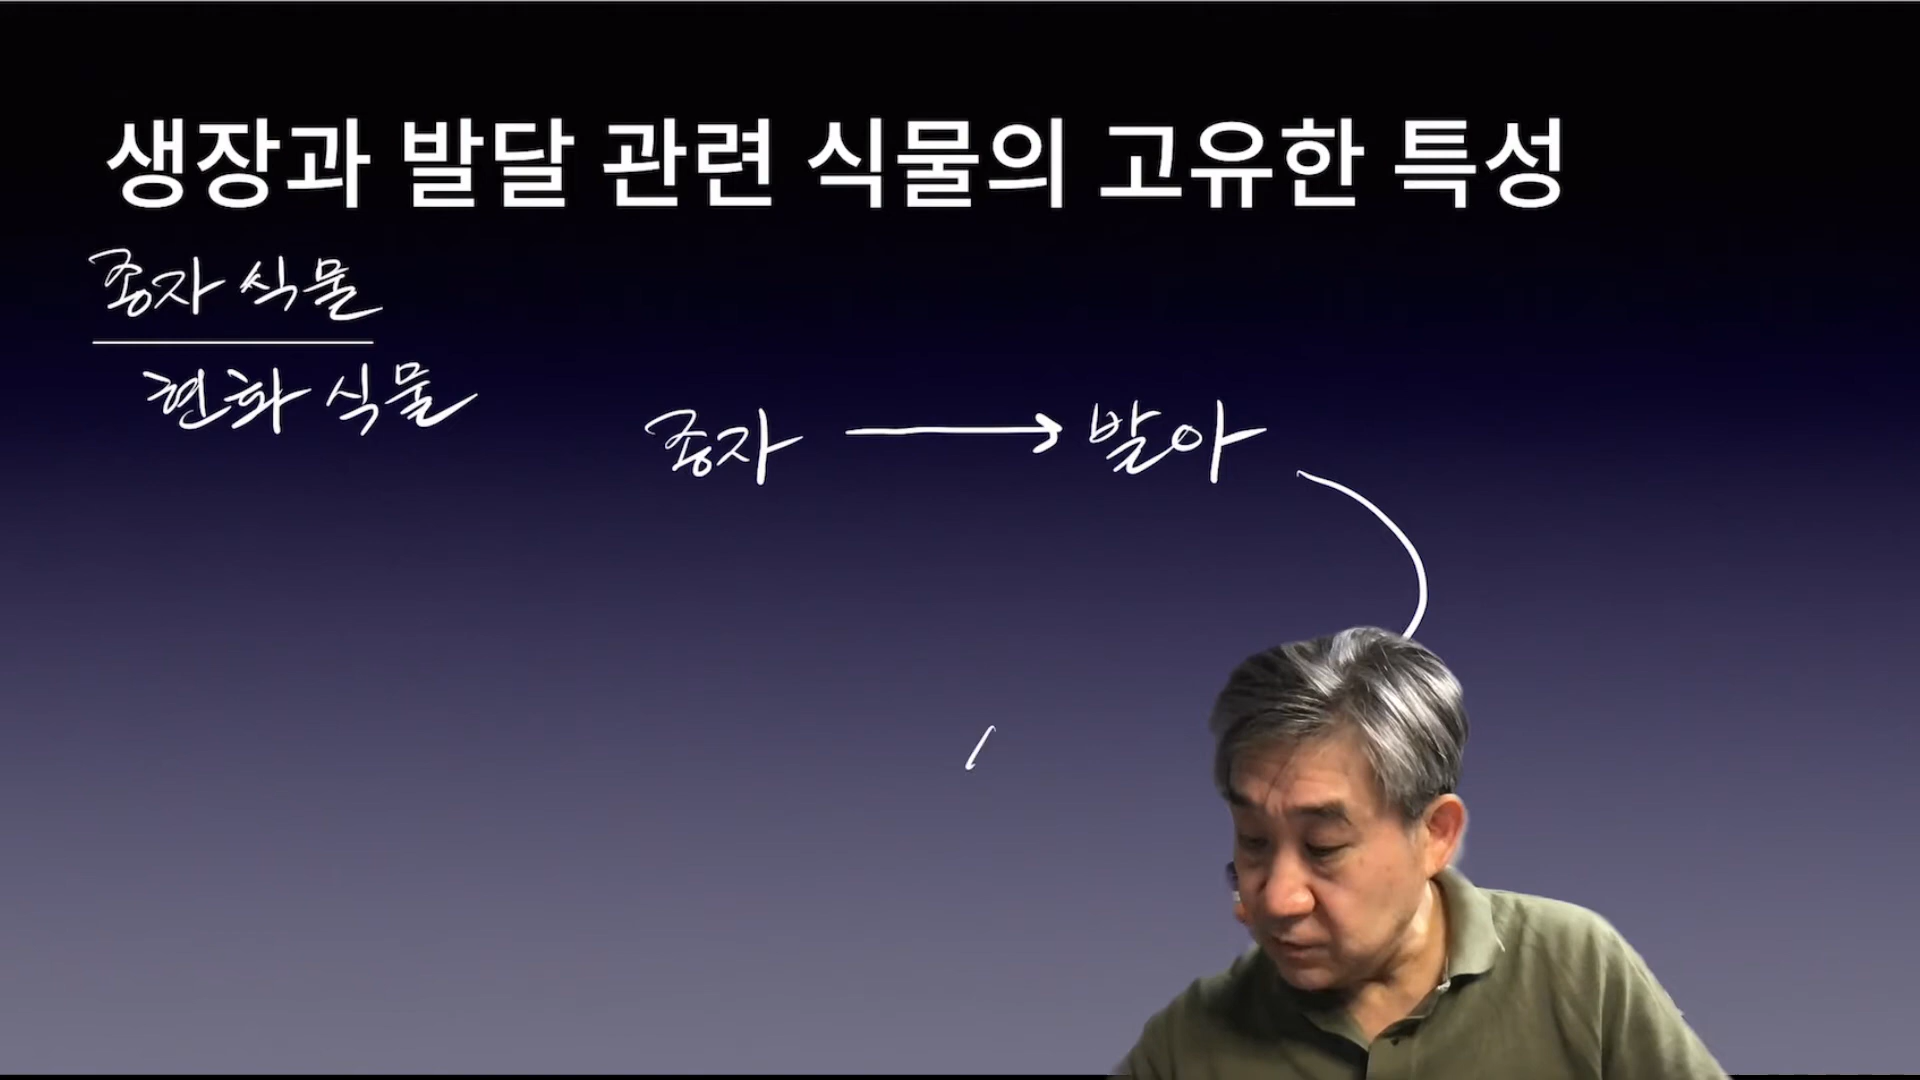 생장과 발달 관련 식물의 고유한 특성
종자 식물
현화 식물
종자 → 발아